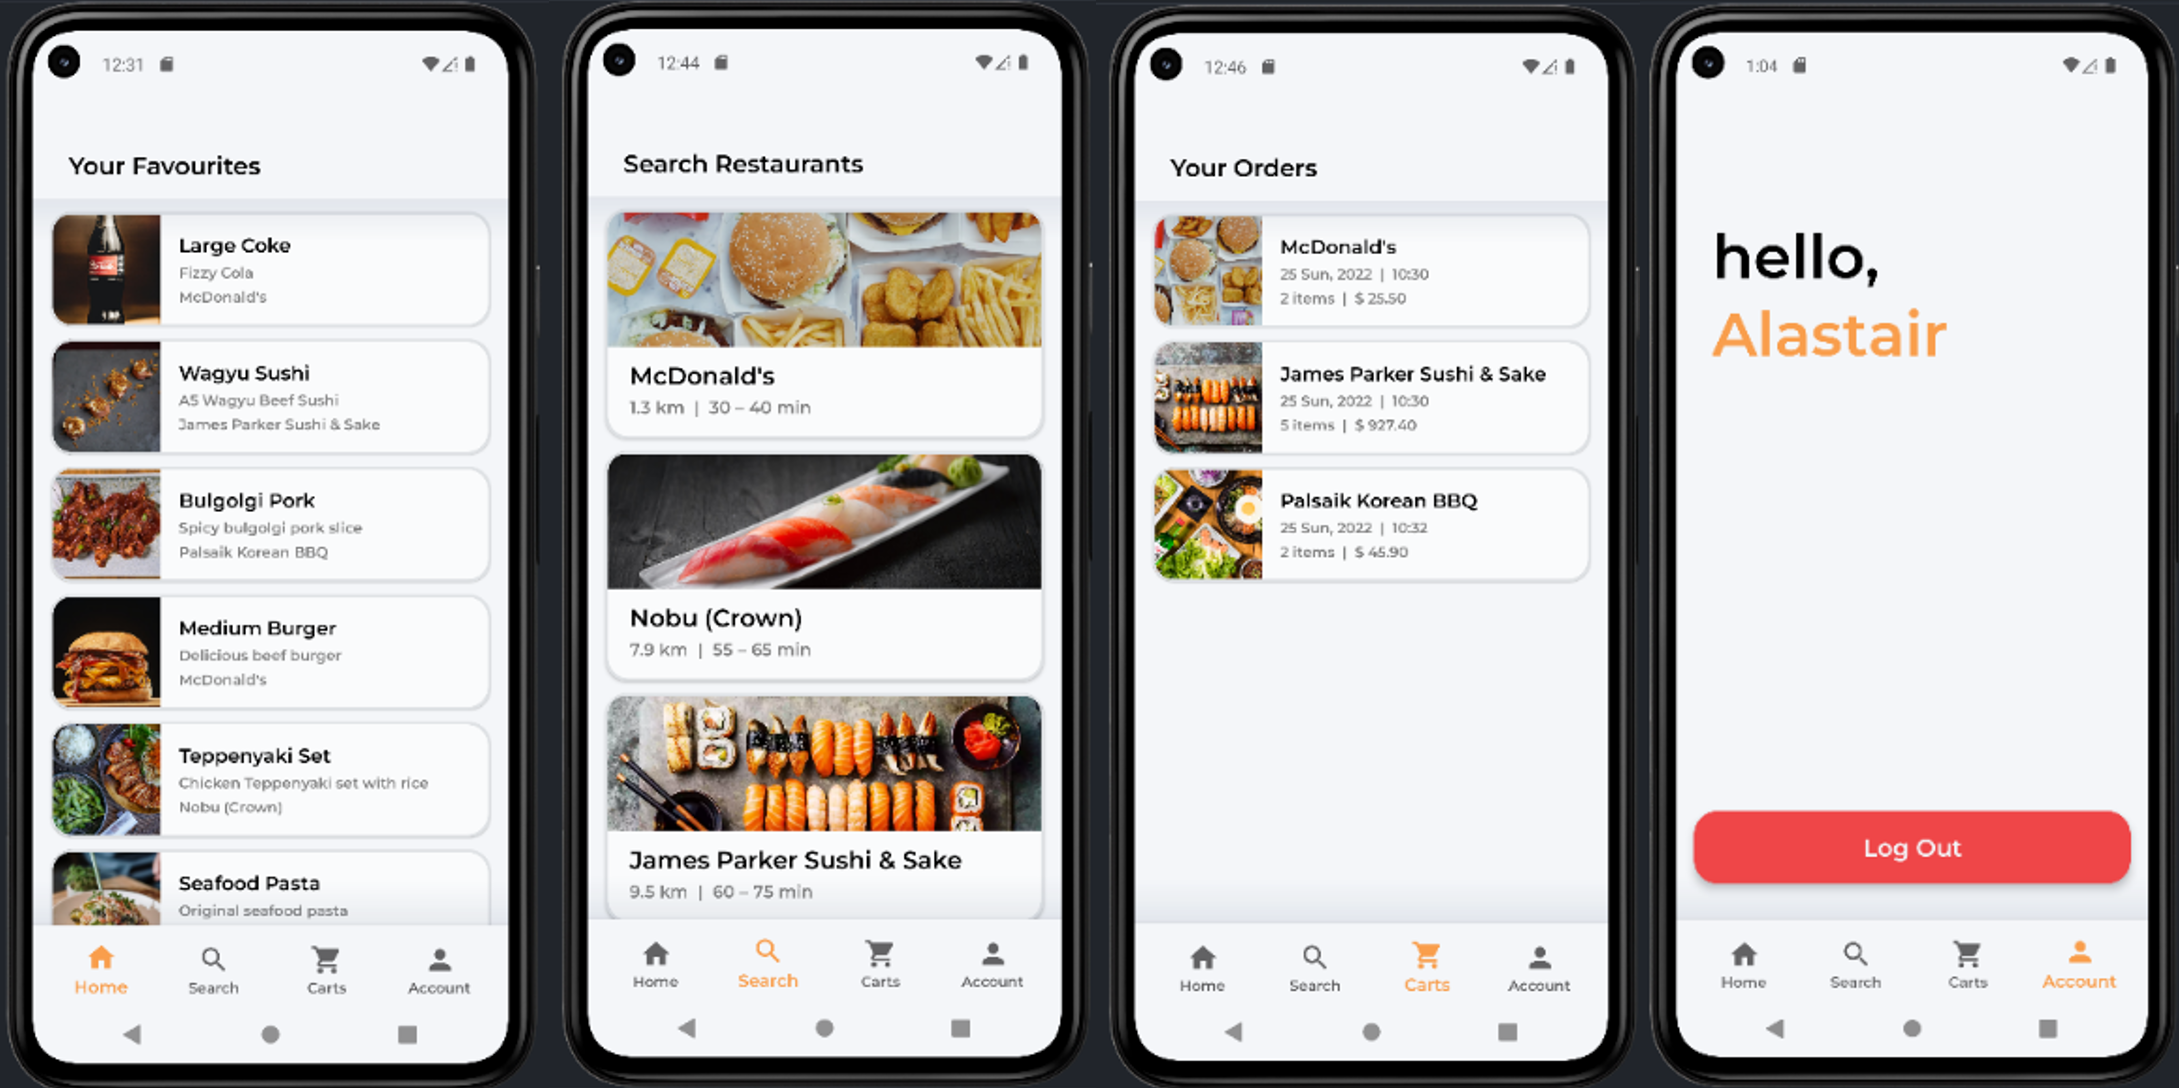 12:31
Your Favourites
Large Coke
Fizzy Cola
McDonald's
Wagyu Sushi
A5 Wagyu Beef Sushi
James Parker Sushi & Sake
Bulgolgi Pork
Spicy bulgolgi pork slice
Palsaik Korean BBQ
Medium Burger
Delicious beef burger
McDonald's
Teppenyaki Set
Chicken Teppenyaki set with rice
Nobu (Crown)
Seafood Pasta
Original seafood pasta
Home Search Carts Account
12:44
Search Restaurants
McDonald's
1.3 km | 30 – 40 min
Nobu (Crown)
7.9 km | 55 – 65 min
James Parker Sushi & Sake
9.5 km | 60 – 75 min
Home Search Carts Account
12:46
Your Orders
McDonald's
25 Sun, 2022 | 10:30
2 items | $ 25.50
James Parker Sushi & Sake
25 Sun, 2022 | 10:30
5 items | $ 927.40
Palsaik Korean BBQ
25 Sun, 2022 | 10:32
2 items | $ 45.90
Home Search Carts Account
1:04
hello,
Alastair
Log Out
Home Search Carts Account